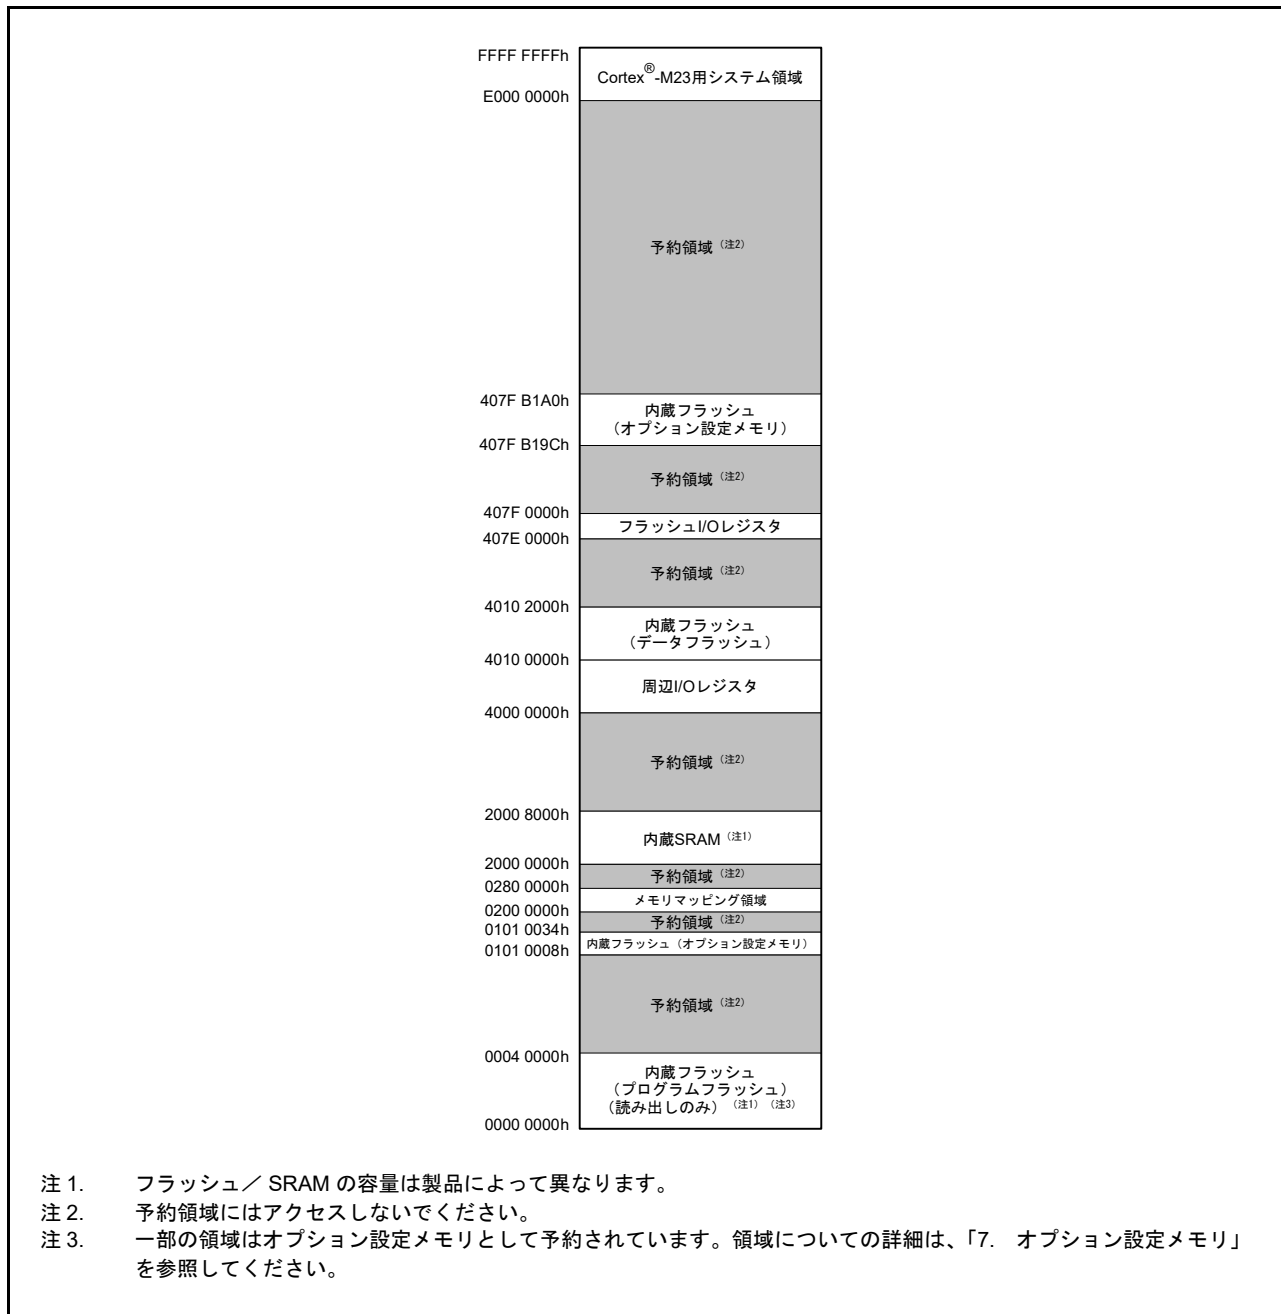 FFFF FFFFh
Cortex®-M23用システム領域
E000 0000h
予約領域（注2）
407F B1A0h
内蔵フラッシュ
（オプション設定メモリ）
407F B19Ch
予約領域（注2）
407F 0000h
フラッシュI/Oレジスタ
407E 0000h
予約領域（注2）
4010 2000h
内蔵フラッシュ
（データフラッシュ）
4010 0000h
周辺I/Oレジスタ
4000 0000h
予約領域（注2）
2000 8000h
内蔵SRAM（注1）
2000 0000h
予約領域（注2）
0280 0000h
メモリマッピング領域
0200 0000h
予約領域（注2）
0101 0034h
内蔵フラッシュ（オプション設定メモリ）
0101 0008h
予約領域（注2）
0004 0000h
内蔵フラッシュ
（プログラムフラッシュ）
（読み出しのみ）（注1）（注3）
0000 0000h
注 1. フラッシュ／ SRAM の容量は製品によって異なります。
注 2. 予約領域にはアクセスしないでください。
注 3. 一部の領域はオプション設定メモリとして予約されています。領域についての詳細は、「7. オプション設定メモリ」
を参照してください。